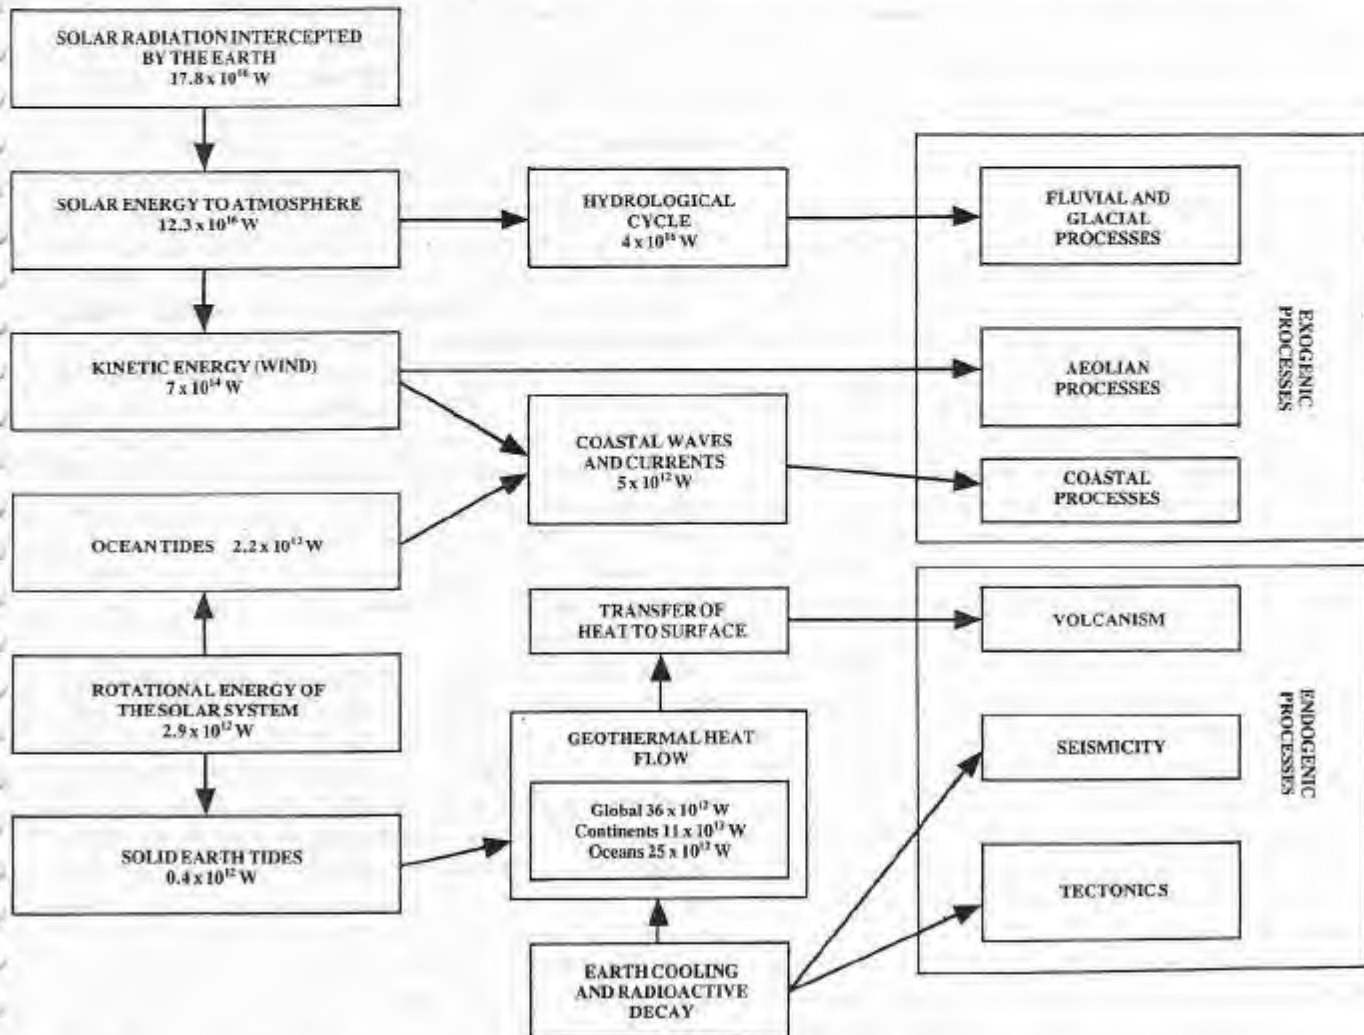 SOLAR RADIATION INTERCEPTED
BY THE EARTH
17.8 x 10¹⁶ W
SOLAR ENERGY TO ATMOSPHERE
12.3 x 10¹⁶ W
HYDROLOGICAL
CYCLE
4 x 10¹⁶ W
FLUVIAL AND
GLACIAL
PROCESSES
KINETIC ENERGY (WIND)
7 x 10¹⁴ W
AEOLIAN
PROCESSES
EXOGENIC
PROCESSES
COASTAL WAVES
AND CURRENTS
5 x 10¹² W
COASTAL
PROCESSES
OCEAN TIDES 2.2 x 10¹² W
TRANSFER OF
HEAT TO SURFACE
VOLCANISM
ROTATIONAL ENERGY OF
THE SOLAR SYSTEM
2.9 x 10¹² W
GEOTHERMAL HEAT
FLOW
SEISMICITY
ENDOGENIC
PROCESSES
Global 36 x 10¹² W
Continents 11 x 10¹² W
Oceans 25 x 10¹² W
SOLID EARTH TIDES
0.4 x 10¹² W
TECTONICS
EARTH COOLING
AND RADIOACTIVE
DECAY